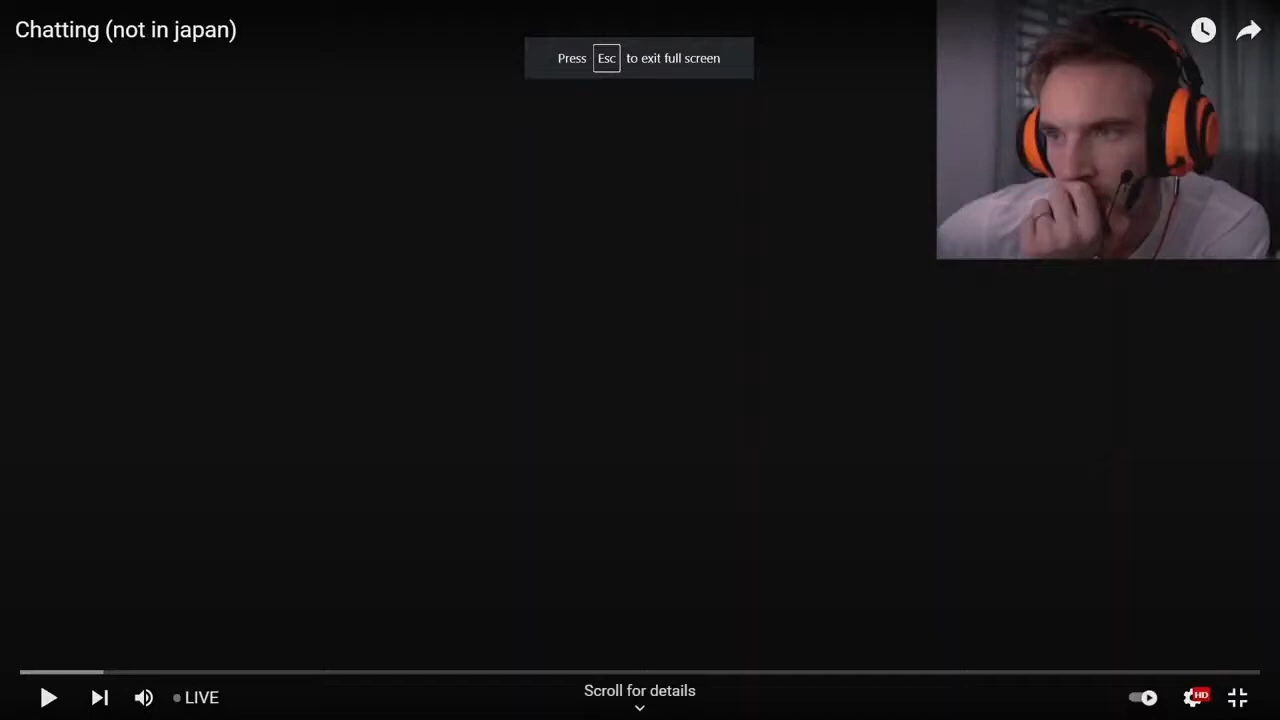 Chatting (not in japan)
Press Esc to exit full screen
LIVE
Scroll for details
HD